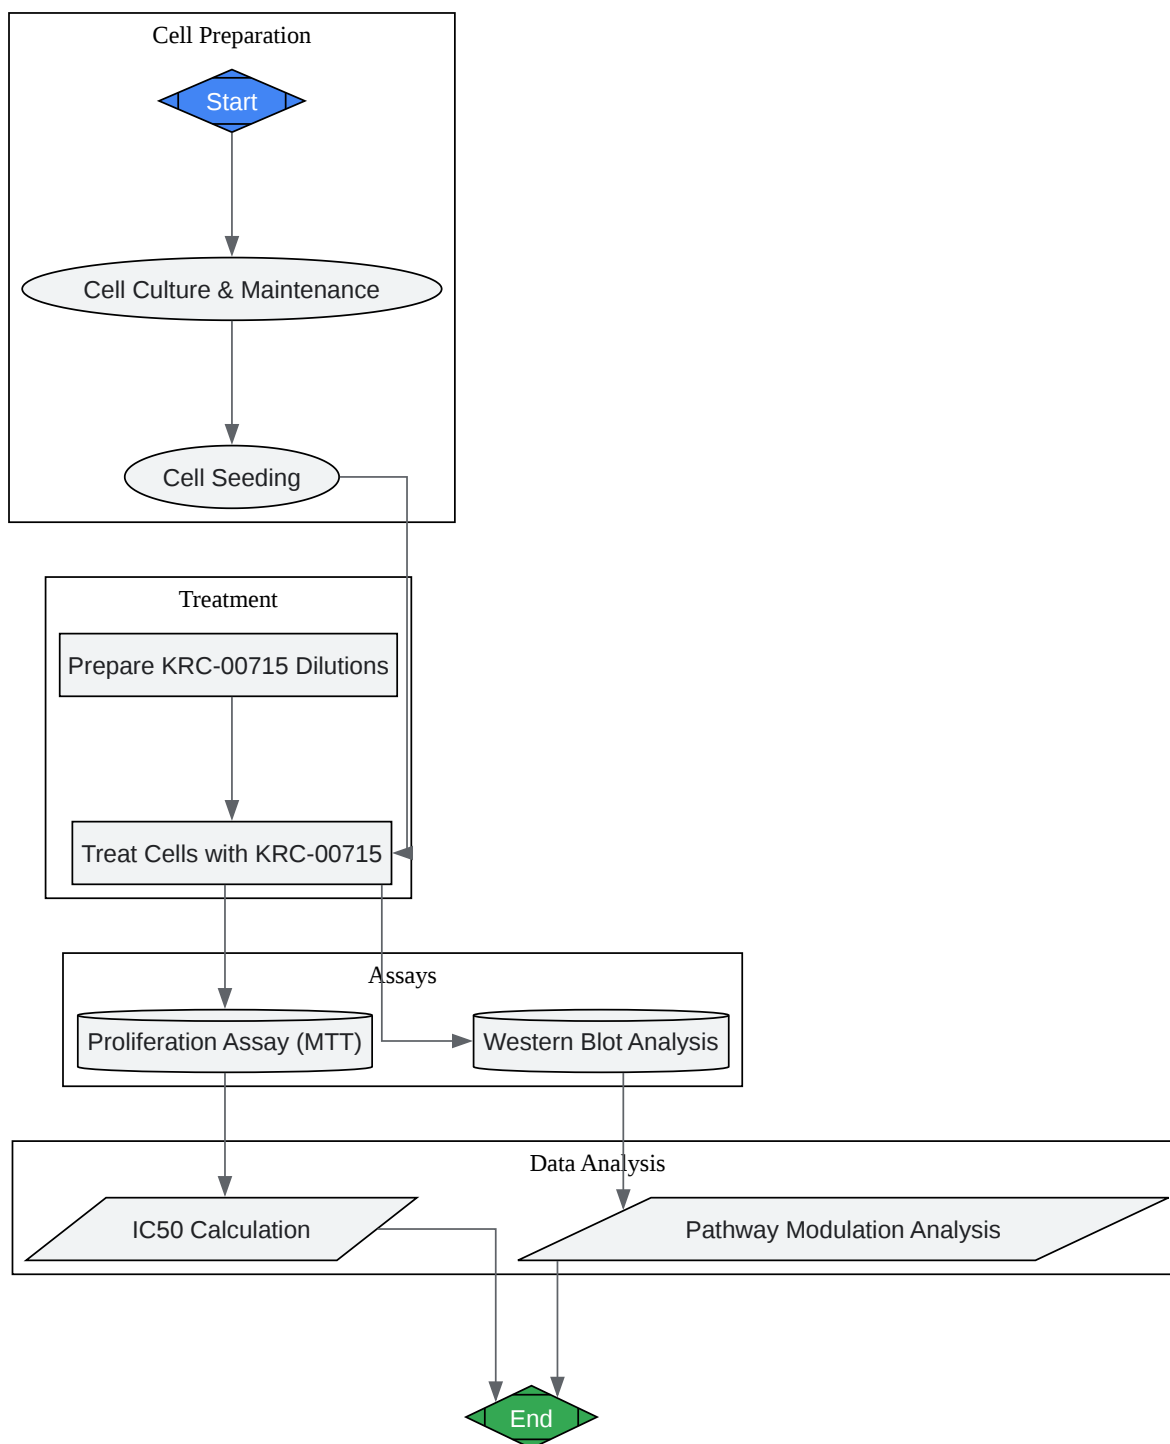 Cell Preparation
Start
Cell Culture & Maintenance
Cell Seeding
Treatment
Prepare KRC-00715 Dilutions
Treat Cells with KRC-00715
Assays
Proliferation Assay (MTT)
Western Blot Analysis
Data Analysis
IC50 Calculation
Pathway Modulation Analysis
End